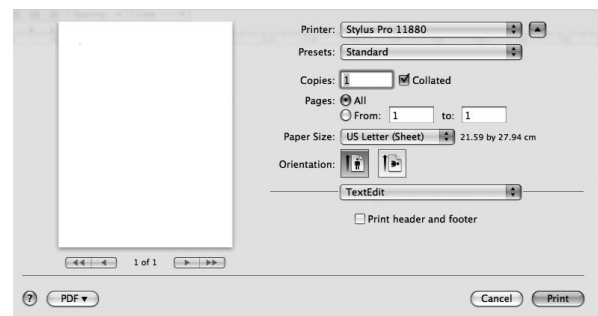 Printer: Stylus Pro 11880
Presets: Standard
Copies: 1 Collated
Pages: All
From: 1 to: 1
Paper Size: US Letter (Sheet) 21.59 by 27.94 cm
Orientation:
TextEdit
Print header and footer
1 of 1
? PDF Cancel Print